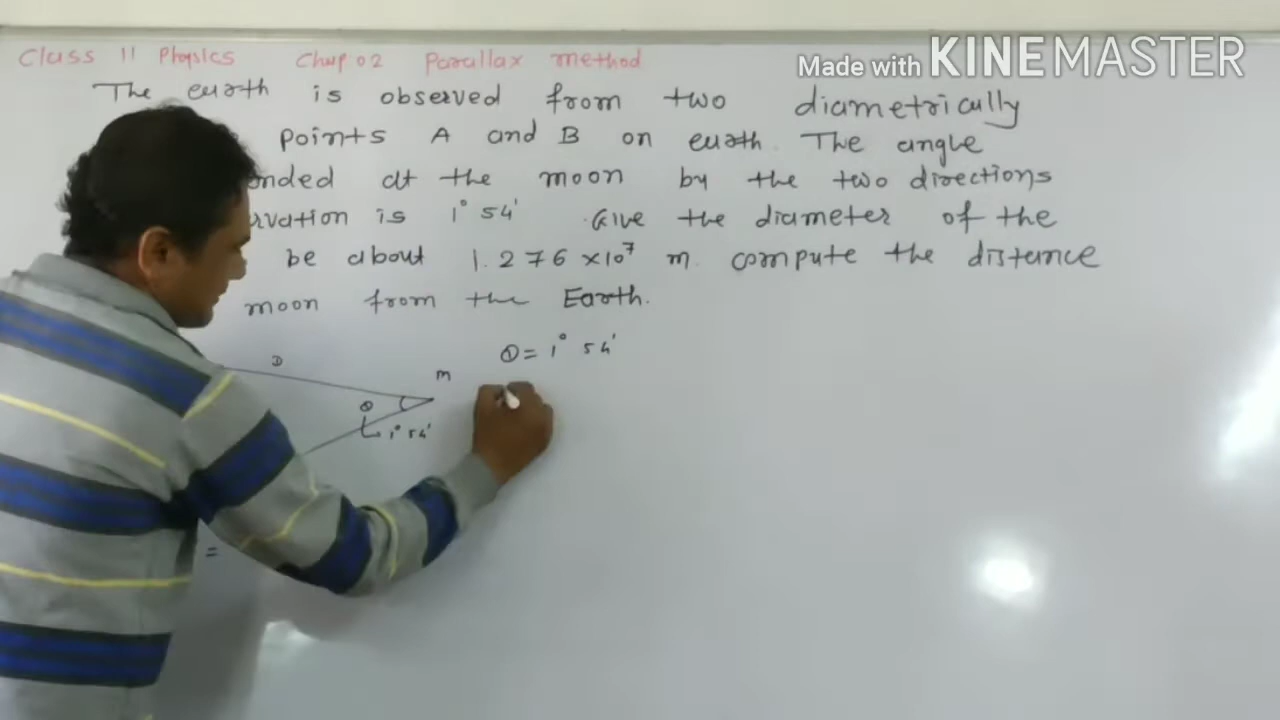 Class 11 Physics Chap 02 Parallax method
Made with KINEMASTER
The earth is observed from two diametrically
points A and B on earth. The angle
onded at the moon by the two directions
rvation is 1° 54' . Give the diameter of the
be about 1.276 ×10⁷ m. compute the distance
moon from the Earth.
θ = 1° 54'
D
M
θ
1° 54'
=